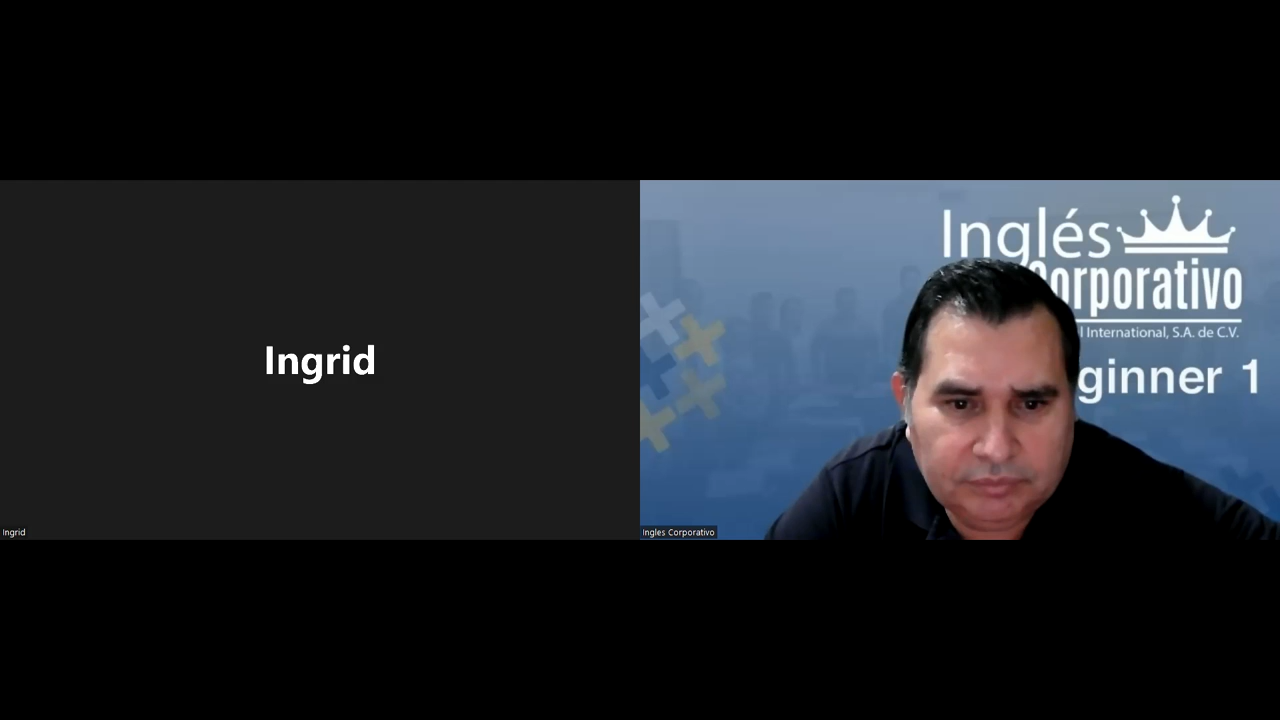 Ingrid
Ingrid
Inglés
Corporativo
l International, S.A. de C.V.
ginner 1
Ingles Corporativo